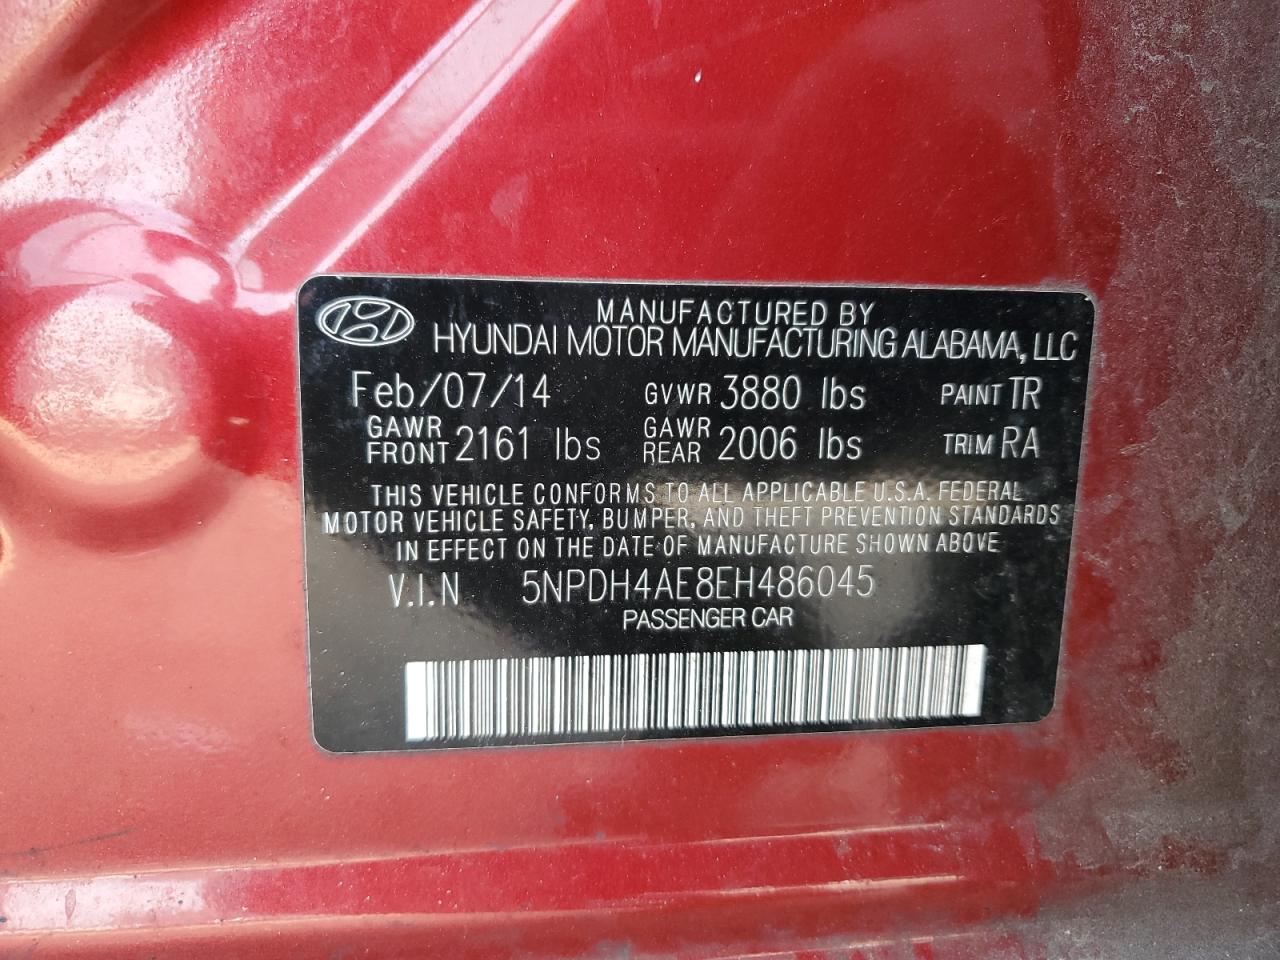 MANUFACTURED BY
HYUNDAI MOTOR MANUFACTURING ALABAMA, LLC
Feb/07/14 GVWR 3880 lbs PAINT TR
GAWR FRONT 2161 lbs GAWR REAR 2006 lbs TRIM RA
THIS VEHICLE CONFORMS TO ALL APPLICABLE U.S.A. FEDERAL
MOTOR VEHICLE SAFETY, BUMPER, AND THEFT PREVENTION STANDARDS
IN EFFECT ON THE DATE OF MANUFACTURE SHOWN ABOVE
V.I.N 5NPDH4AE8EH486045
PASSENGER CAR